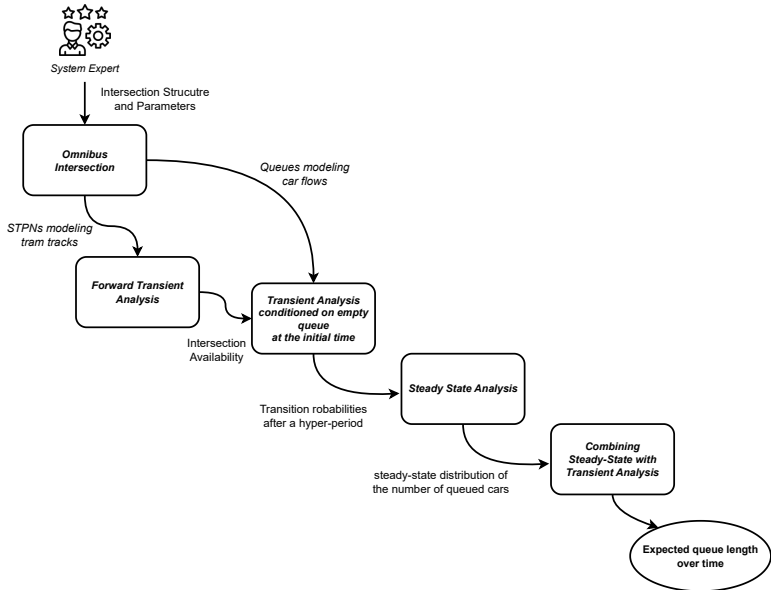 System Expert
Intersection Strucutre
and Parameters
Omnibus
Intersection
Queues modeling
car flows
STPNs modeling
tram tracks
Forward Transient
Analysis
Transient Analysis
conditioned on empty
queue
at the initial time
Intersection
Availability
Steady State Analysis
Transition robabilities
after a hyper-period
Combining
Steady-State with
Transient Analysis
steady-state distribution of
the number of queued cars
Expected queue length
over time